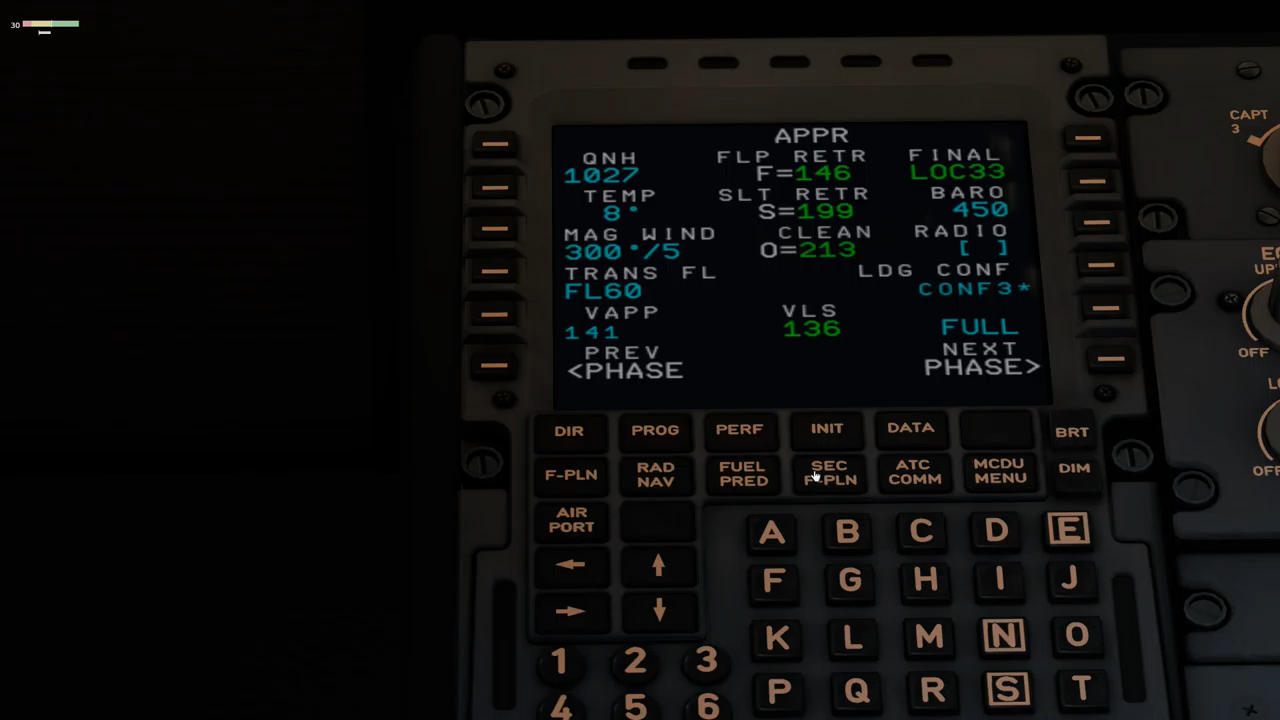 30
APPR
QNH FLP RETR FINAL
1027 F=146 LOC33
TEMP SLT RETR BARO
8° S=199 450
MAG WIND CLEAN RADIO
300°/5 O=213 [ ]
TRANS FL LDG CONF
FL60 CONF3*
VAPP VLS
141 136 FULL
PREV NEXT
<PHASE PHASE>
CAPT
3
OFF
OFF
DIR PROG PERF INIT DATA BRT
F-PLN RAD NAV FUEL PRED SEC F-PLN ATC COMM MCDU MENU DIM
AIR PORT
← ↑
→ ↓
A B C D E
F G H I J
K L M N O
P Q R S T
1 2 3
4 5 6